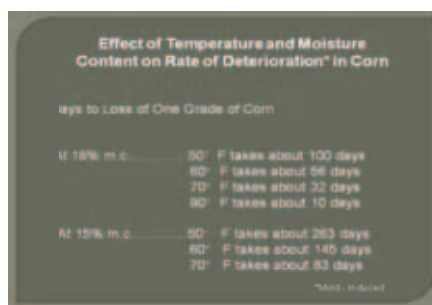 Effect of Temperature and Moisture
Content on Rate of Deterioration* in Corn
ays to Loss of One Grade of Corn
At 18% m.c. .......... 50° F takes about 100 days
60° F takes about 56 days
70° F takes about 32 days
90° F takes about 10 days
At 15% m.c. .......... 50° F takes about 263 days
60° F takes about 145 days
70° F takes about 83 days
*Mold - Induced